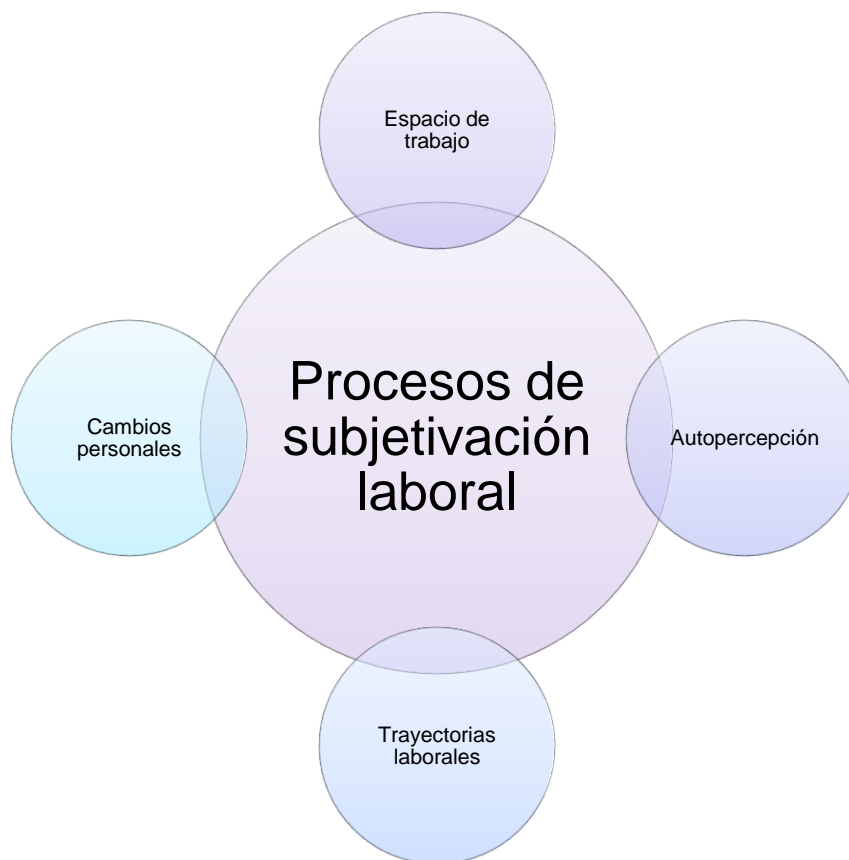 Espacio de
trabajo
Procesos de
subjetivación
laboral
Cambios
personales
Autopercepción
Trayectorias
laborales